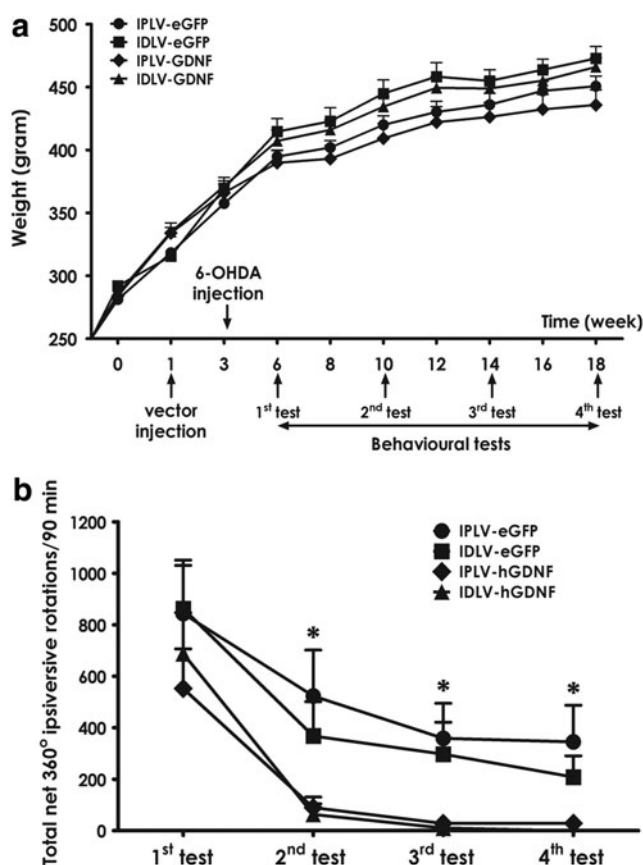 a
IPLV-eGFP
IDLV-eGFP
IPLV-GDNF
IDLV-GDNF
500
450
400
350
300
250
Weight (gram)
6-OHDA
injection
Time (week)
0 1 3 6 8 10 12 14 16 18
vector
injection
1st test 2nd test 3rd test 4th test
Behavioural tests
b
IPLV-eGFP
IDLV-eGFP
IPLV-hGDNF
IDLV-hGDNF
1200
1000
800
600
400
200
0
Total net 360° ipsiversive rotations/90 min
* * *
1st test 2nd test 3rd test 4th test